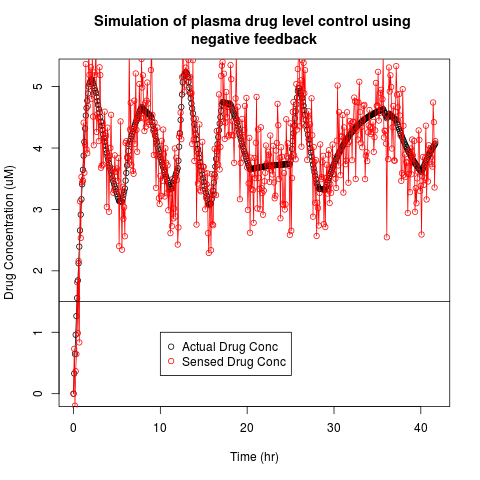 Simulation of plasma drug level control using
negative feedback
Drug Concentration (uM)
5
4
3
2
1
0
Actual Drug Conc
Sensed Drug Conc
0 10 20 30 40
Time (hr)